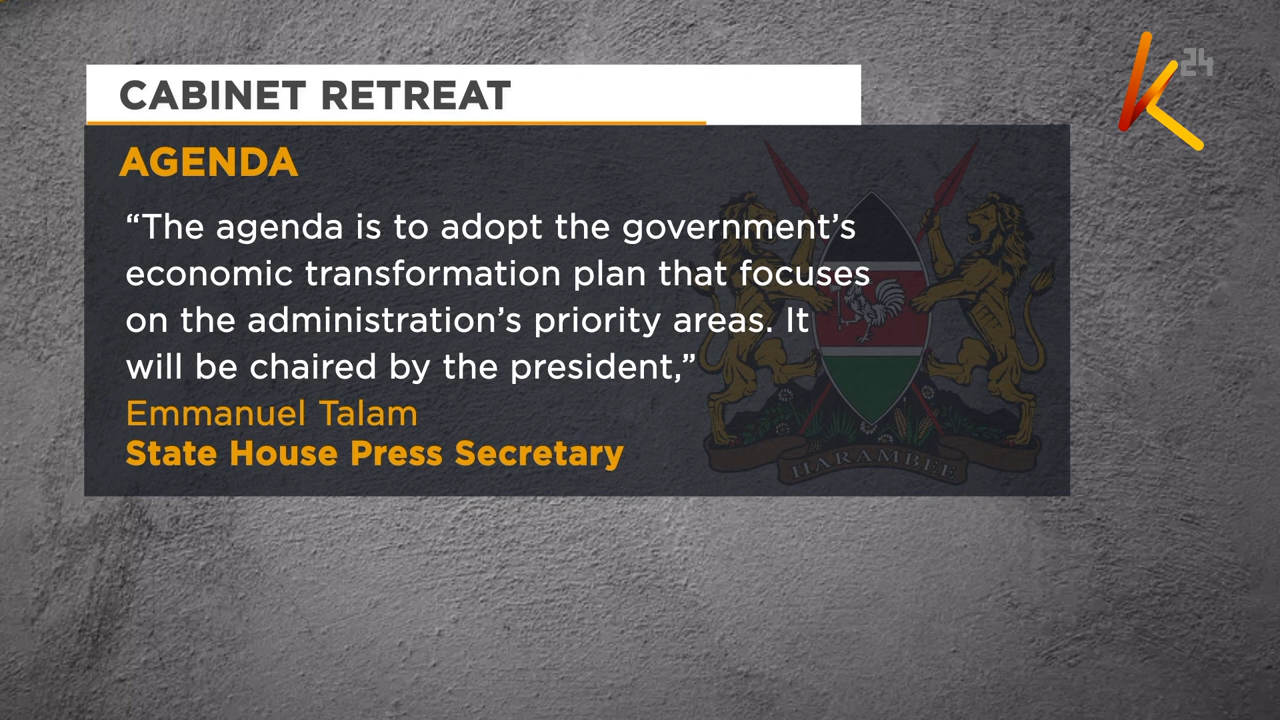 CABINET RETREAT
24
AGENDA
“The agenda is to adopt the government’s
economic transformation plan that focuses
on the administration’s priority areas. It
will be chaired by the president,”
Emmanuel Talam
State House Press Secretary
HARAMBEE